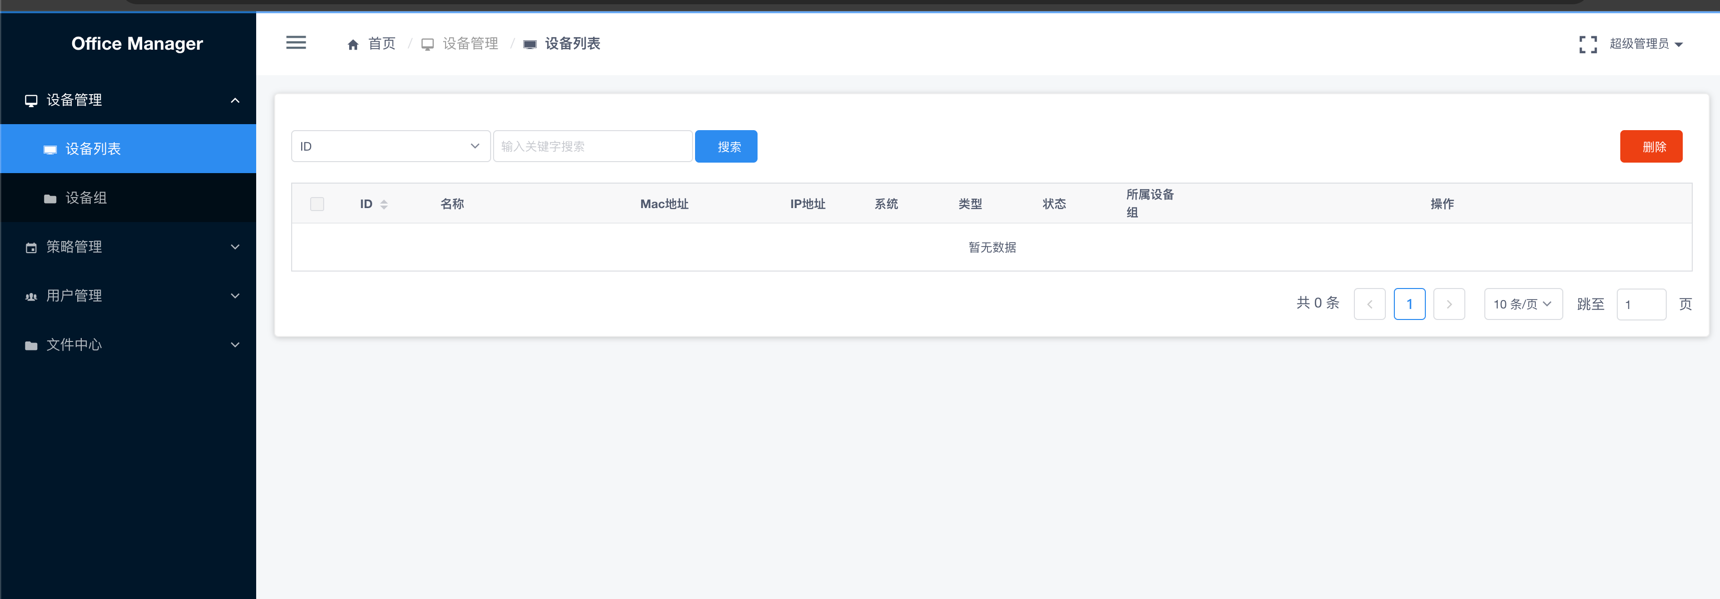 Office Manager
首页 / 设备管理 / 设备列表
超级管理员
设备管理
设备列表
设备组
策略管理
用户管理
文件中心
ID
输入关键字搜索
搜索
删除
ID 名称 Mac地址 IP地址 系统 类型 状态 所属设备
组 操作
暂无数据
共 0 条 1 10 条/页 跳至 1 页